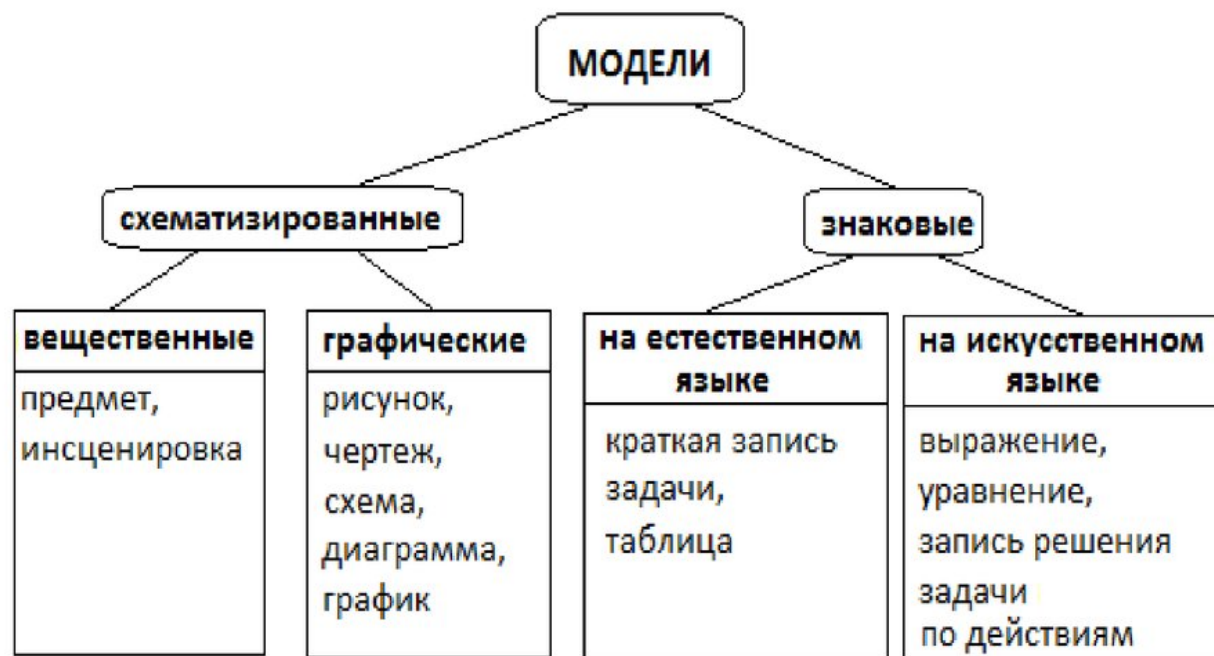 МОДЕЛИ
схематизированные
знаковые
вещественные
предмет,
инсценировка
графические
рисунок,
чертеж,
схема,
диаграмма,
график
на естественном
языке
краткая запись
задачи,
таблица
на искусственном
языке
выражение,
уравнение,
запись решения
задачи
по действиям